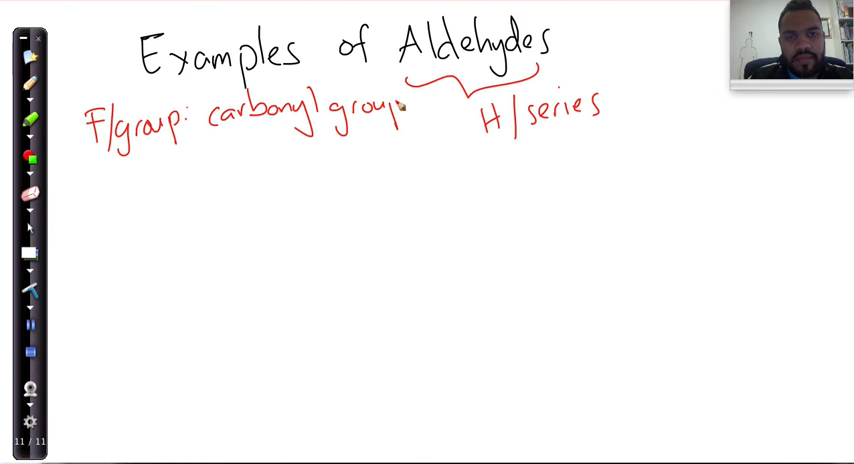 Examples of Aldehydes
F/group: carbonyl group
H/series
11 / 11